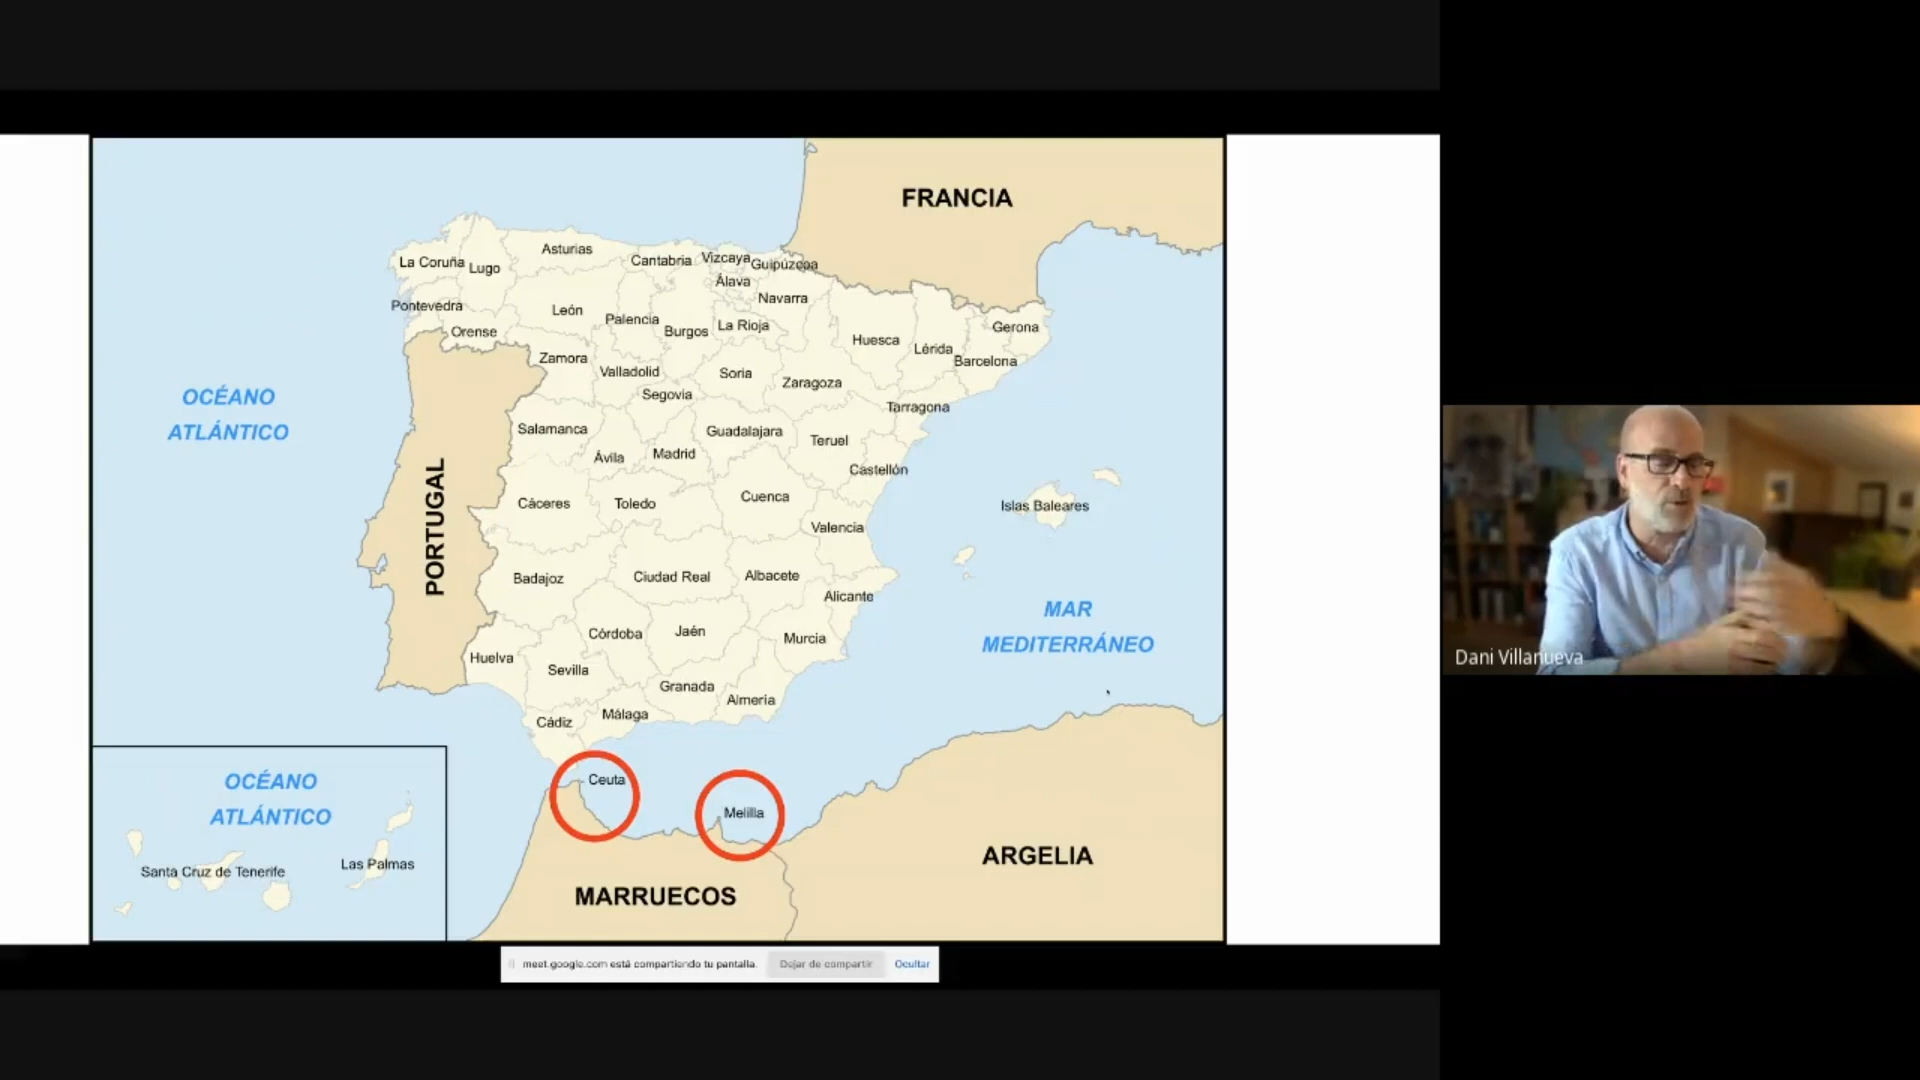 FRANCIA
Asturias
La Coruña
Lugo
Cantabria
Vizcaya
Guipúzcoa
Álava
Navarra
Pontevedra
León
Palencia
Burgos
La Rioja
Orense
Huesca
Lérida
Gerona
Barcelona
Zamora
Valladolid
Soria
Zaragoza
Segovia
Tarragona
OCÉANO
ATLÁNTICO
Salamanca
Guadalajara
Teruel
Ávila
Madrid
Castellón
PORTUGAL
Cáceres
Toledo
Cuenca
Valencia
Islas Baleares
Badajoz
Ciudad Real
Albacete
Alicante
MAR
MEDITERRÁNEO
Córdoba
Jaén
Murcia
Huelva
Sevilla
Granada
Almería
Cádiz
Málaga
Dani Villanueva
Ceuta
Melilla
OCÉANO
ATLÁNTICO
Santa Cruz de Tenerife
Las Palmas
MARRUECOS
ARGELIA
meet.google.com está compartiendo tu pantalla.
Dejar de compartir
Ocultar